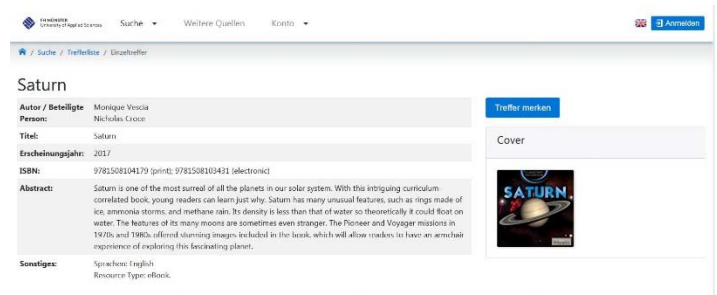 FH MÜNSTER
University of Applied Sciences
Suche
Weitere Quellen
Konto
Anmelden
/ Suche / Trefferliste / Einzeltreffer
Saturn
Autor / Beteiligte Person: Monique Vescia
Nicholas Croce
Titel: Saturn
Erscheinungsjahr: 2017
ISBN: 9781508104179 (print); 9781508103431 (electronic)
Abstract: Saturn is one of the most surreal of all the planets in our solar system. With this intriguing curriculum-
correlated book, young readers can learn just why. Saturn has many unusual features, such as rings made of
ice, ammonia storms, and methane rain. Its density is less than that of water so theoretically it could float on
water. The features of its many moons are sometimes even stranger. The Pioneer and Voyager missions in
1970s and 1980s offered stunning images included in the book, which will allow readers to have an armchair
experience of exploring this fascinating planet.
Sonstiges: Sprachen: English
Resource Type: eBook.
Treffer merken
Cover
SATURN